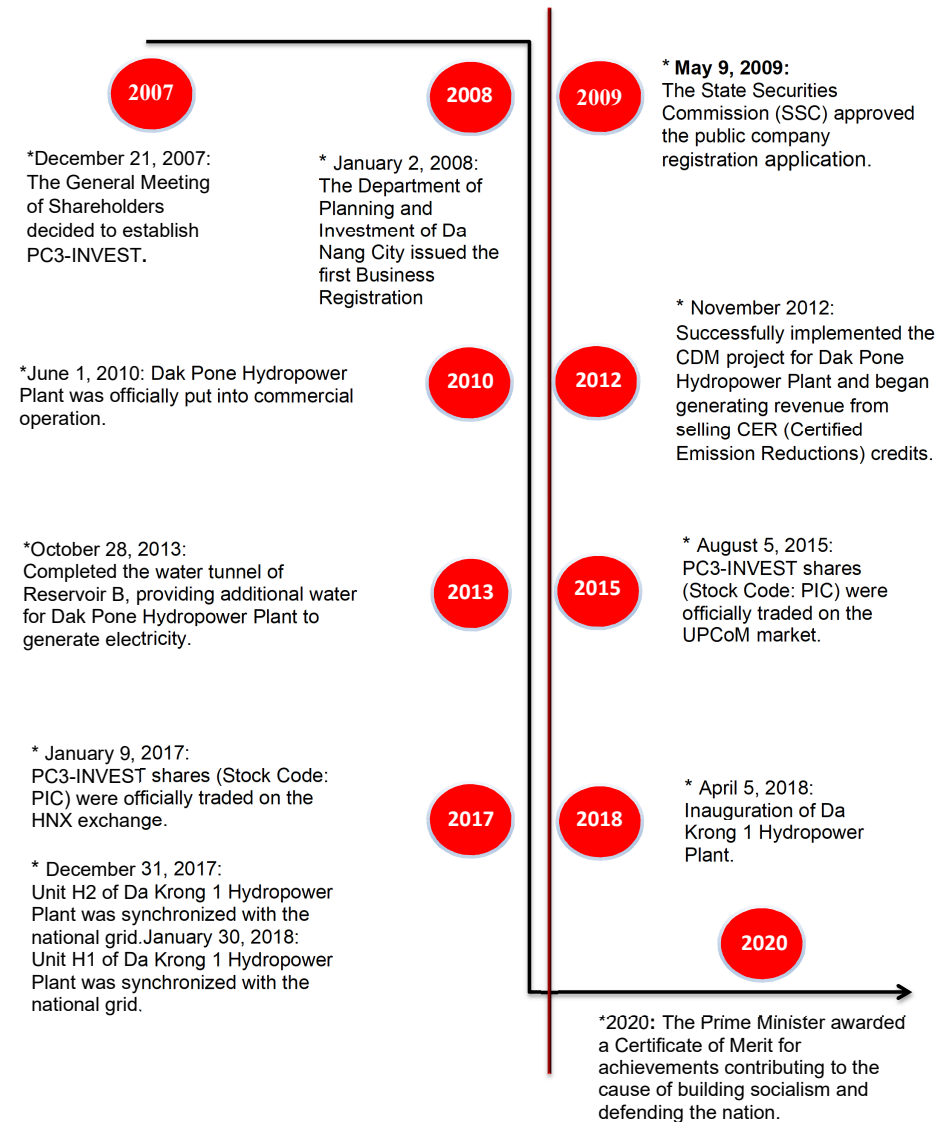 2007
*December 21, 2007:
The General Meeting
of Shareholders
decided to establish
PC3-INVEST.
2008
* January 2, 2008:
The Department of
Planning and
Investment of Da
Nang City issued the
first Business
Registration
2009
* May 9, 2009:
The State Securities
Commission (SSC) approved
the public company
registration application.
*June 1, 2010: Dak Pone Hydropower
Plant was officially put into commercial
operation.
2010
2012
* November 2012:
Successfully implemented the
CDM project for Dak Pone
Hydropower Plant and began
generating revenue from
selling CER (Certified
Emission Reductions) credits.
*October 28, 2013:
Completed the water tunnel of
Reservoir B, providing additional water
for Dak Pone Hydropower Plant to
generate electricity.
2013
2015
* August 5, 2015:
PC3-INVEST shares
(Stock Code: PIC) were
officially traded on the
UPCoM market.
* January 9, 2017:
PC3-INVEST shares (Stock Code:
PIC) were officially traded on the
HNX exchange.
* December 31, 2017:
Unit H2 of Da Krong 1 Hydropower
Plant was synchronized with the
national grid.January 30, 2018:
Unit H1 of Da Krong 1 Hydropower
Plant was synchronized with the
national grid.
2017
2018
* April 5, 2018:
Inauguration of Da
Krong 1 Hydropower
Plant.
2020
*2020: The Prime Minister awarded
a Certificate of Merit for
achievements contributing to the
cause of building socialism and
defending the nation.